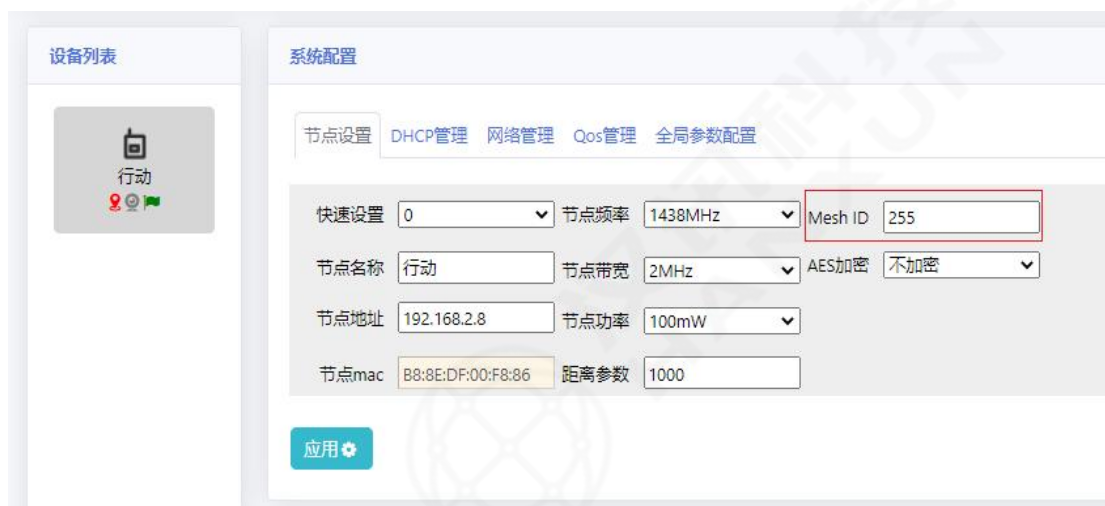 设备列表
系统配置
行动
节点设置 DHCP管理 网络管理 Qos管理 全局参数配置
快速设置 0 节点频率 1438MHz Mesh ID 255
节点名称 行动 节点带宽 2MHz AES加密 不加密
节点地址 192.168.2.8 节点功率 100mW
节点mac B8:8E:DF:00:F8:86 距离参数 1000
应用
HANXUN